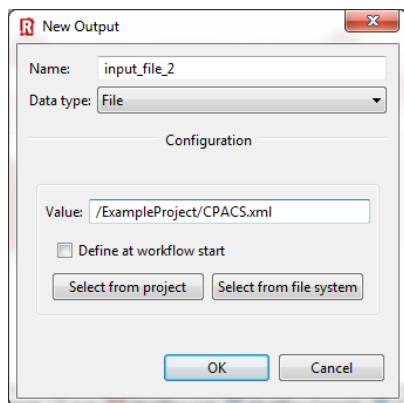 New Output
Name: input_file_2
Data type: File
Configuration
Value: /ExampleProject/CPACS.xml
Define at workflow start
Select from project Select from file system
OK Cancel